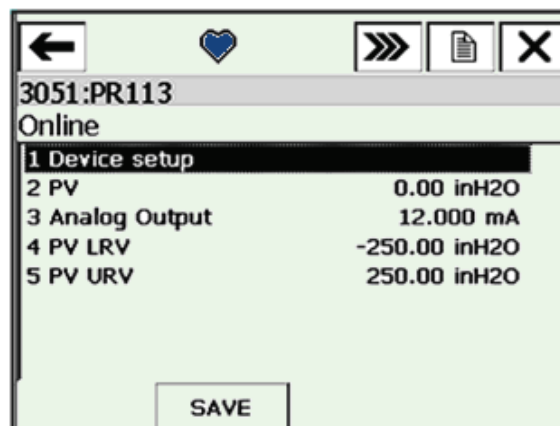 3051:PR113
Online
1 Device setup
2 PV 0.00 inH2O
3 Analog Output 12.000 mA
4 PV LRV -250.00 inH2O
5 PV URV 250.00 inH2O
SAVE